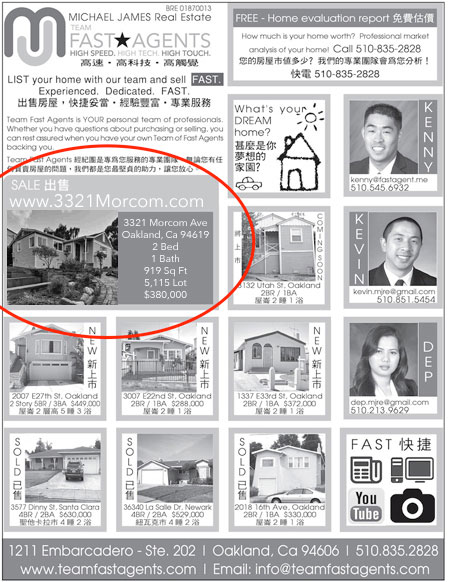 BRE 01870013
MICHAEL JAMES Real Estate
TEAM
FAST★AGENTS
HIGH SPEED. HIGH TECH. HIGH TOUCH.
高速・高科技・高觸覺
LIST your home with our team and sell FAST.
Experienced. Dedicated. FAST.
出售房屋，快捷妥當・經驗豐富・專業服務
Team Fast Agents is YOUR personal team of professionals.
Whether you have questions about purchasing or selling, you
can rest assured when you have your own Team of Fast Agents
backing you.
Team Fast Agents 經紀團是專為您服務的專業團隊，無論您有任
買賣房屋的問題，我們都是您最堅貞的助力，讓您放心
SALE 出售
www.3321Morcom.com
3321 Morcom Ave
Oakland, Ca 94619
2 Bed
1 Bath
919 Sq Ft
5,115 Lot
$380,000
FREE - Home evaluation report 免費估價
How much is your home worth? Professional market
analysis of your home! Call 510-835-2828
您的房屋市值多少？我們的專業團隊會爲您分析！
快電 510-835-2828
What's your
DREAM
home?
甚麼是你
夢想的
家園?
KENNY
kenny@fastagent.me
510.545.6932
即將上市
COMING SOON
3132 Utah St. Oakland
2BR / 1BA
屋崙 2 睡 1 浴
KEVIN
kevin.mjre@gmail.com
510.851.5454
NEW 新上市
2007 E27th St. Oakland
2 Story 5BR / 3BA $449,000
屋崙 2 層高 5 睡 3 浴
NEW 新上市
3007 E22nd St. Oakland
2BR / 1BA $288,000
屋崙 2 睡 1 浴
NEW 新上市
1337 E33rd St. Oakland
2BR / 1BA $372,000
屋崙 2 睡 1 浴
DEP
dep.mjre@gmail.com
510.213.9629
SOLD 已售
3577 Dinny St, Santa Clara
4BR / 2BA $630,000
聖他卡拉市 4 睡 2 浴
SOLD 已售
36340 La Salle Dr, Newark
4BR / 2BA $529,000
紐瓦克市 4 睡 2 浴
SOLD 已售
2018 16th Ave. Oakland
2BR / 1BA $330,000
屋崙 2 睡 1 浴
FAST 快捷
You
Tube
1211 Embarcadero - Ste. 202 | Oakland, CA 94606 | 510.835.2828
www.teamfastagents.com | Email: info@teamfastagents.com